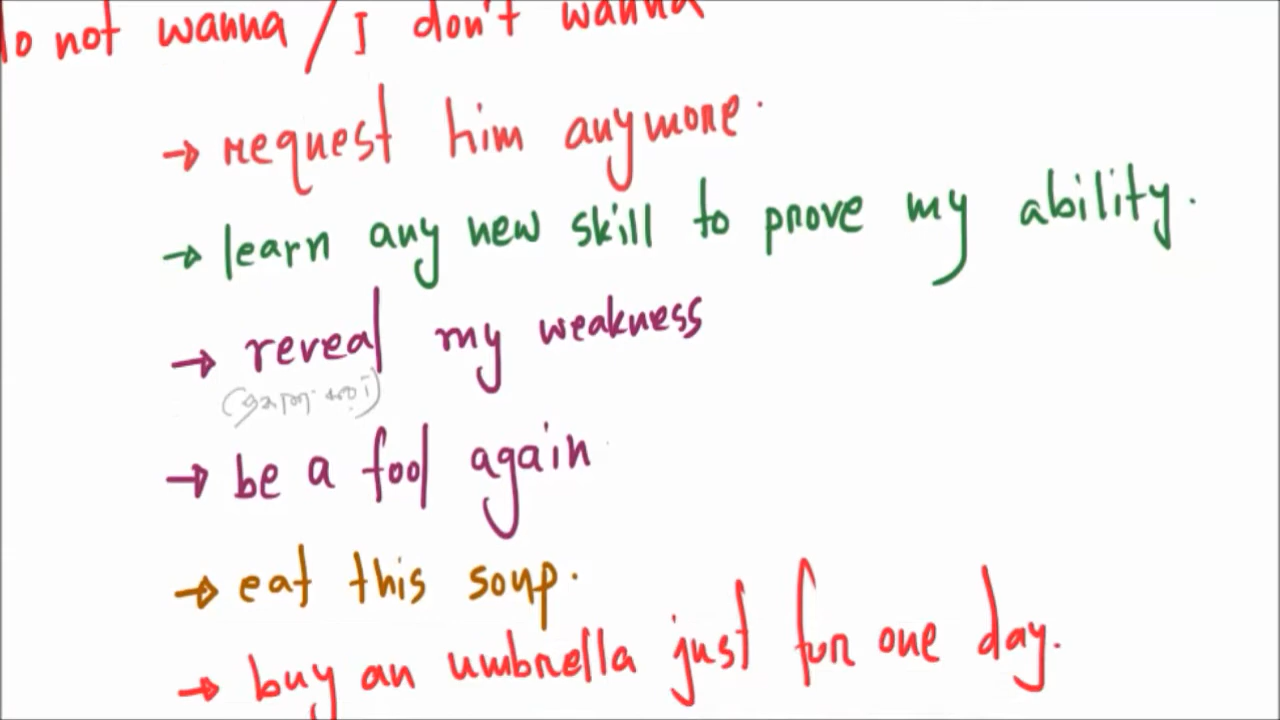 do not wanna / I don't wanna
→ request him anymore.
→ learn any new skill to prove my ability.
→ reveal my weakness
→ be a fool again
→ eat this soup.
→ buy an umbrella just for one day.